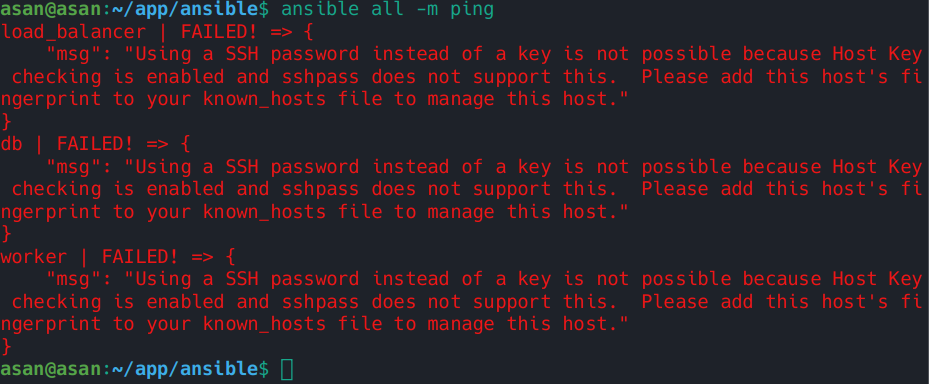 asan@asan:~/app/ansible$ ansible all -m ping
load_balancer | FAILED! => {
    "msg": "Using a SSH password instead of a key is not possible because Host Key
 checking is enabled and sshpass does not support this.  Please add this host's fi
ngerprint to your known_hosts file to manage this host."
}
db | FAILED! => {
    "msg": "Using a SSH password instead of a key is not possible because Host Key
 checking is enabled and sshpass does not support this.  Please add this host's fi
ngerprint to your known_hosts file to manage this host."
}
worker | FAILED! => {
    "msg": "Using a SSH password instead of a key is not possible because Host Key
 checking is enabled and sshpass does not support this.  Please add this host's fi
ngerprint to your known_hosts file to manage this host."
}
asan@asan:~/app/ansible$